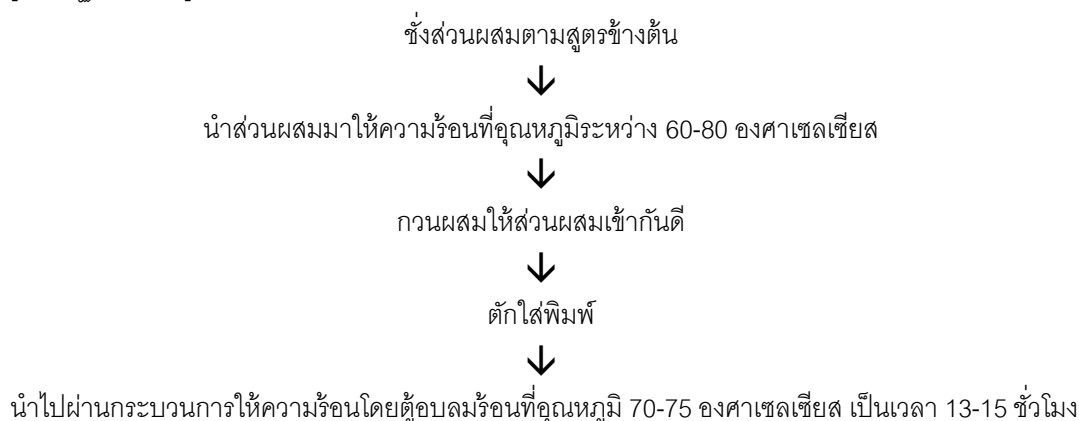 ชั่งส่วนผสมตามสูตรข้างต้น
นำส่วนผสมมาให้ความร้อนที่อุณหภูมิระหว่าง 60-80 องศาเซลเซียส
กวนผสมให้ส่วนผสมเข้ากันดี
ตักใส่พิมพ์
นำไปผ่านกระบวนการให้ความร้อนโดยตู้อบลมร้อนที่อุณหภูมิ 70-75 องศาเซลเซียส เป็นเวลา 13-15 ชั่วโมง